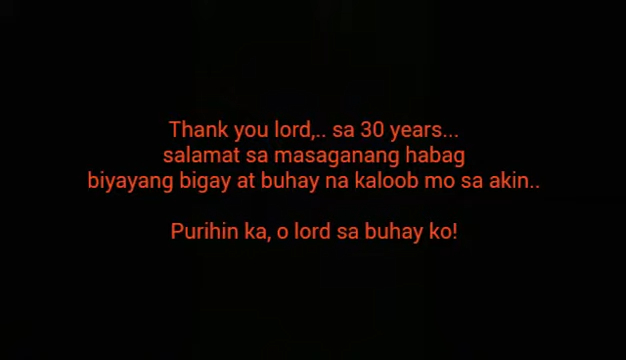 Thank you lord,.. sa 30 years...
salamat sa masaganang habag
biyayang bigay at buhay na kaloob mo sa akin..
Purihin ka, o lord sa buhay ko!